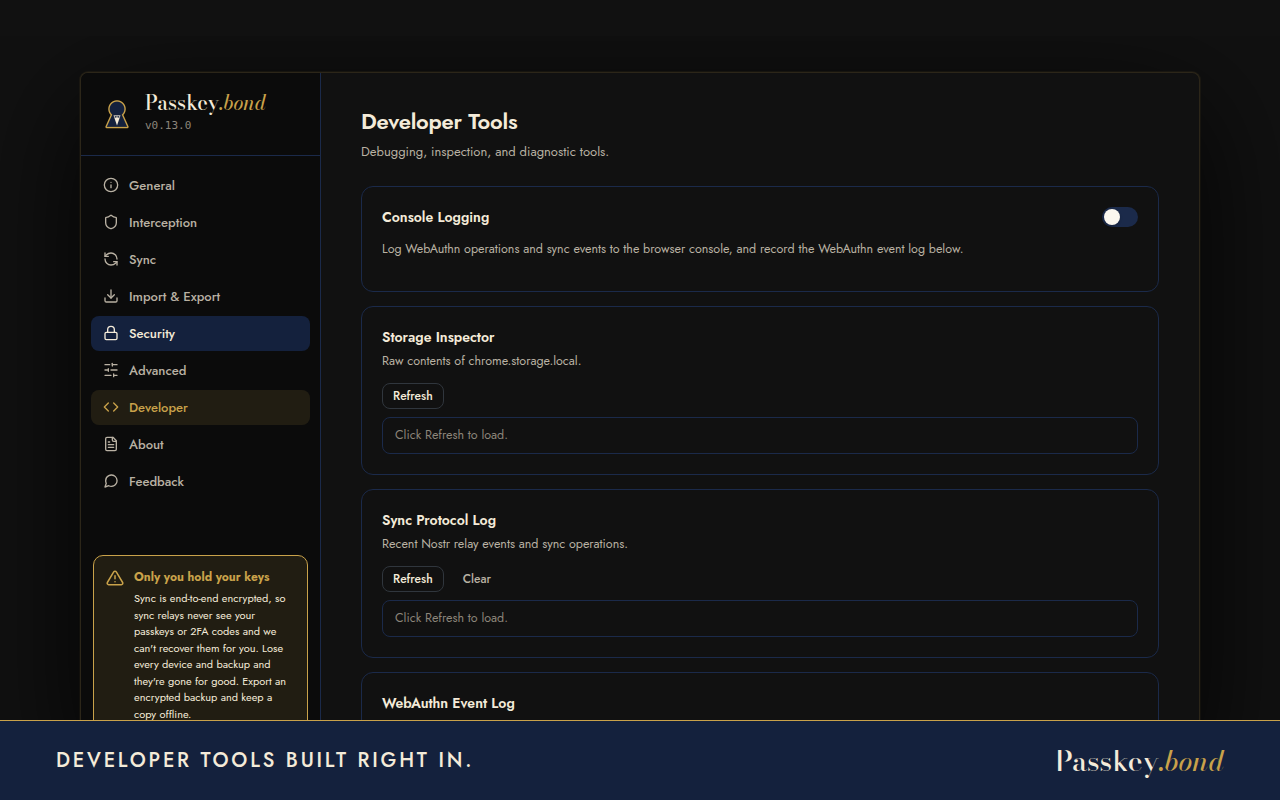 Passkey.bond
v0.13.0
General
Interception
Sync
Import & Export
Security
Advanced
Developer
About
Feedback
Only you hold your keys
Sync is end-to-end encrypted, so
sync relays never see your
passkeys or 2FA codes and we
can't recover them for you. Lose
every device and backup and
they're gone for good. Export an
encrypted backup and keep a
copy offline.
Developer Tools
Debugging, inspection, and diagnostic tools.
Console Logging
Log WebAuthn operations and sync events to the browser console, and record the WebAuthn event log below.
Storage Inspector
Raw contents of chrome.storage.local.
Refresh
Click Refresh to load.
Sync Protocol Log
Recent Nostr relay events and sync operations.
Refresh Clear
Click Refresh to load.
WebAuthn Event Log
DEVELOPER TOOLS BUILT RIGHT IN.
Passkey.bond